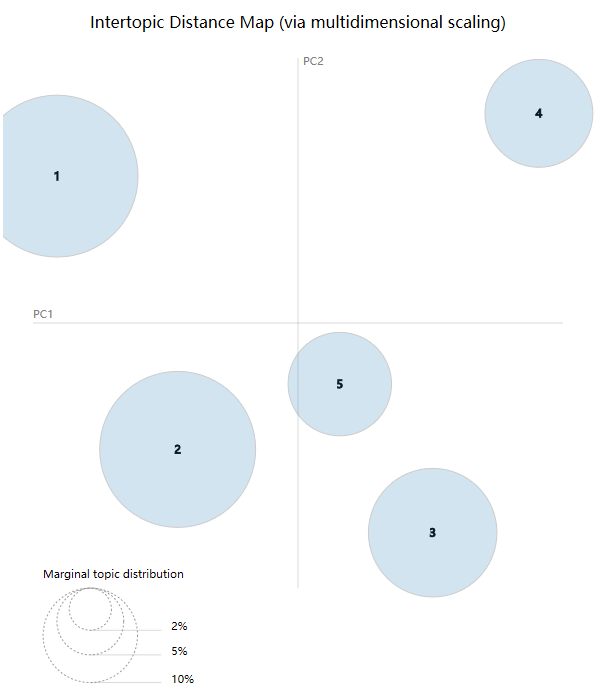 Intertopic Distance Map (via multidimensional scaling)
PC2
4
1
PC1
5
2
3
Marginal topic distribution
2%
5%
10%